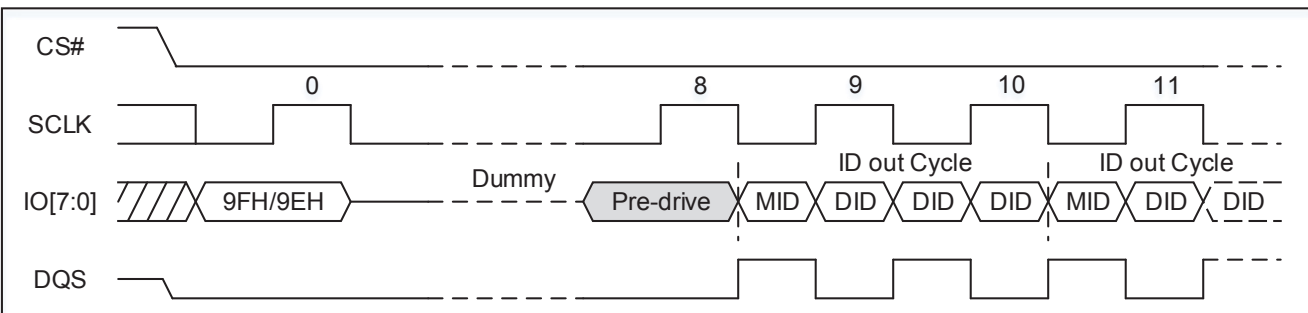 CS#
0 8 9 10 11
SCLK
ID out Cycle ID out Cycle
Dummy
IO[7:0] 9FH/9EH Pre-drive MID DID DID DID MID DID DID
DQS